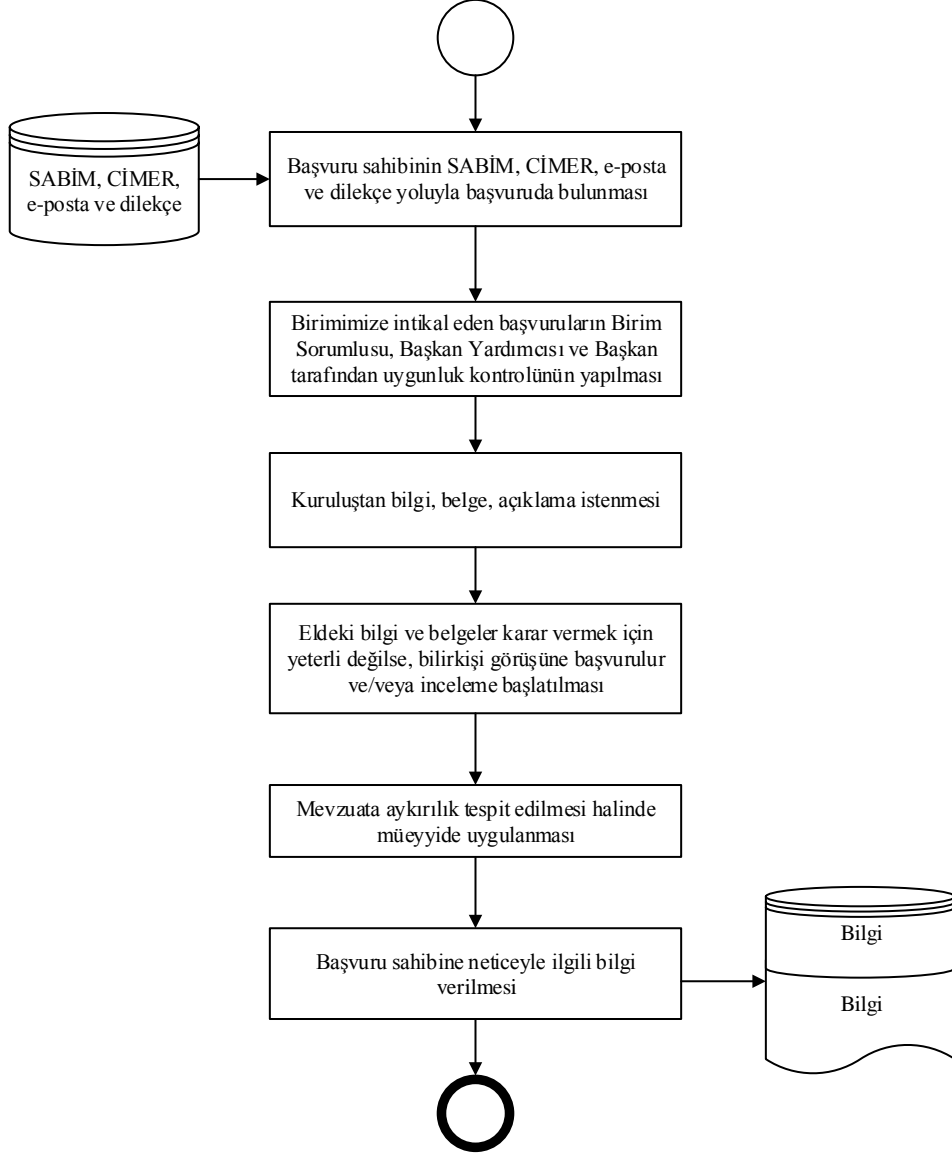 SABİM, CİMER,
e-posta ve dilekçe
Başvuru sahibinin SABİM, CİMER, e-posta
ve dilekçe yoluyla başvuruda bulunması
Birimimize intikal eden başvuruların Birim
Sorumlusu, Başkan Yardımcısı ve Başkan
tarafından uygunluk kontrolünün yapılması
Kuruluştan bilgi, belge, açıklama istenmesi
Eldeki bilgi ve belgeler karar vermek için
yeterli değilse, bilirkişi görüşüne başvurulur
ve/veya inceleme başlatılması
Mevzuata aykırılık tespit edilmesi halinde
müeyyide uygulanması
Başvuru sahibine neticeyle ilgili bilgi
verilmesi
Bilgi
Bilgi